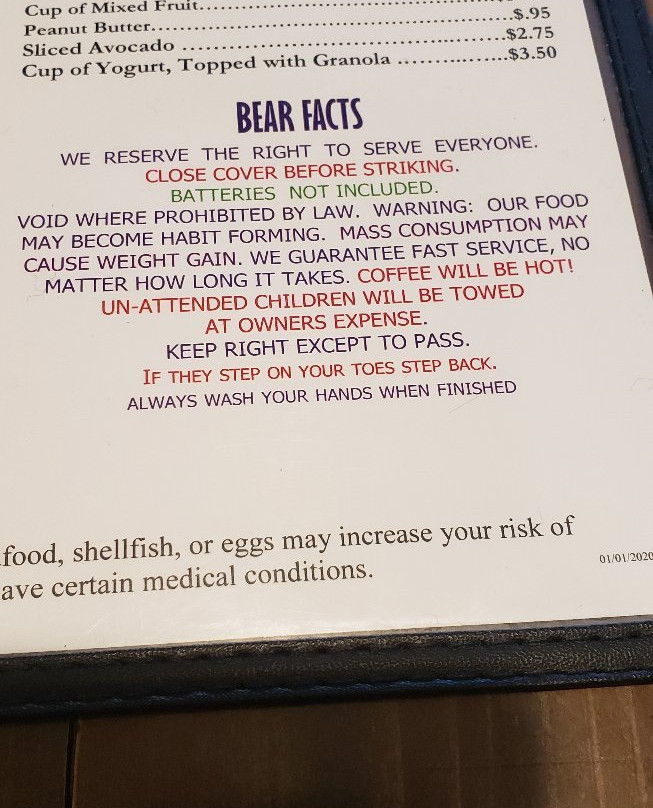 Cup of Mixed Fruit..................................................
Peanut Butter..................................................$.95
Sliced Avocado ..................................................$2.75
Cup of Yogurt, Topped with Granola ...................$3.50
BEAR FACTS
WE RESERVE THE RIGHT TO SERVE EVERYONE.
CLOSE COVER BEFORE STRIKING.
BATTERIES NOT INCLUDED.
VOID WHERE PROHIBITED BY LAW. WARNING: OUR FOOD
MAY BECOME HABIT FORMING. MASS CONSUMPTION MAY
CAUSE WEIGHT GAIN. WE GUARANTEE FAST SERVICE, NO
MATTER HOW LONG IT TAKES. COFFEE WILL BE HOT!
UN-ATTENDED CHILDREN WILL BE TOWED
AT OWNERS EXPENSE.
KEEP RIGHT EXCEPT TO PASS.
IF THEY STEP ON YOUR TOES STEP BACK.
ALWAYS WASH YOUR HANDS WHEN FINISHED
food, shellfish, or eggs may increase your risk of
ave certain medical conditions.
01/01/2020